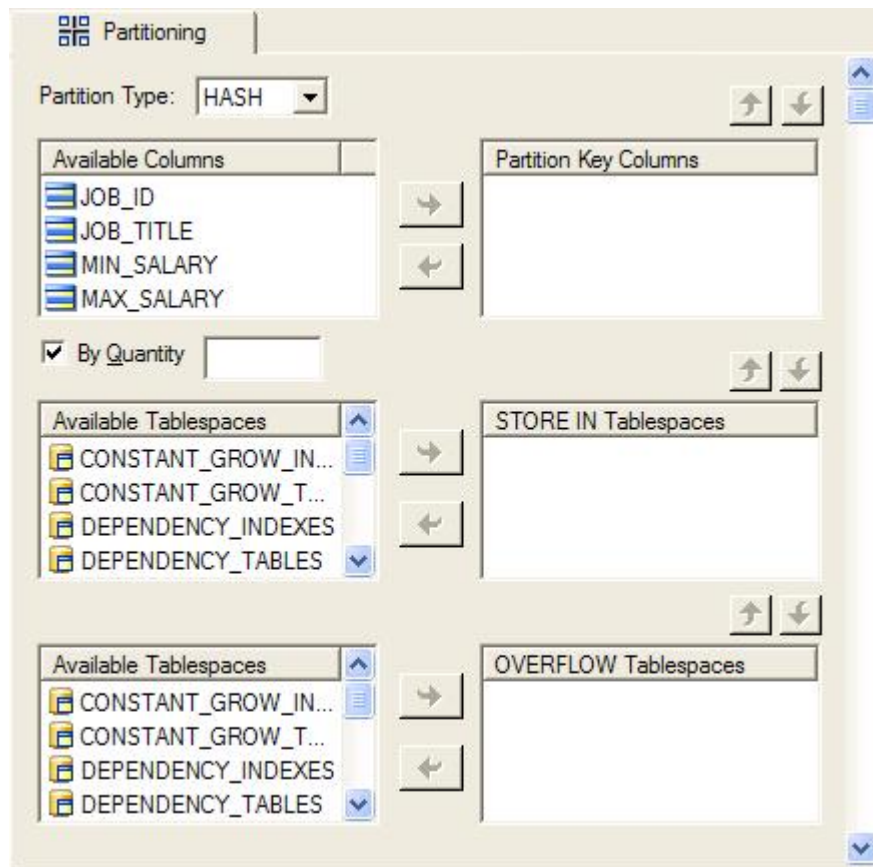 Partitioning
Partition Type: HASH
Available Columns
Partition Key Columns
JOB_ID
JOB_TITLE
MIN_SALARY
MAX_SALARY
By Quantity
Available Tablespaces
STORE IN Tablespaces
CONSTANT_GROW_IN...
CONSTANT_GROW_T...
DEPENDENCY_INDEXES
DEPENDENCY_TABLES
Available Tablespaces
OVERFLOW Tablespaces
CONSTANT_GROW_IN...
CONSTANT_GROW_T...
DEPENDENCY_INDEXES
DEPENDENCY_TABLES